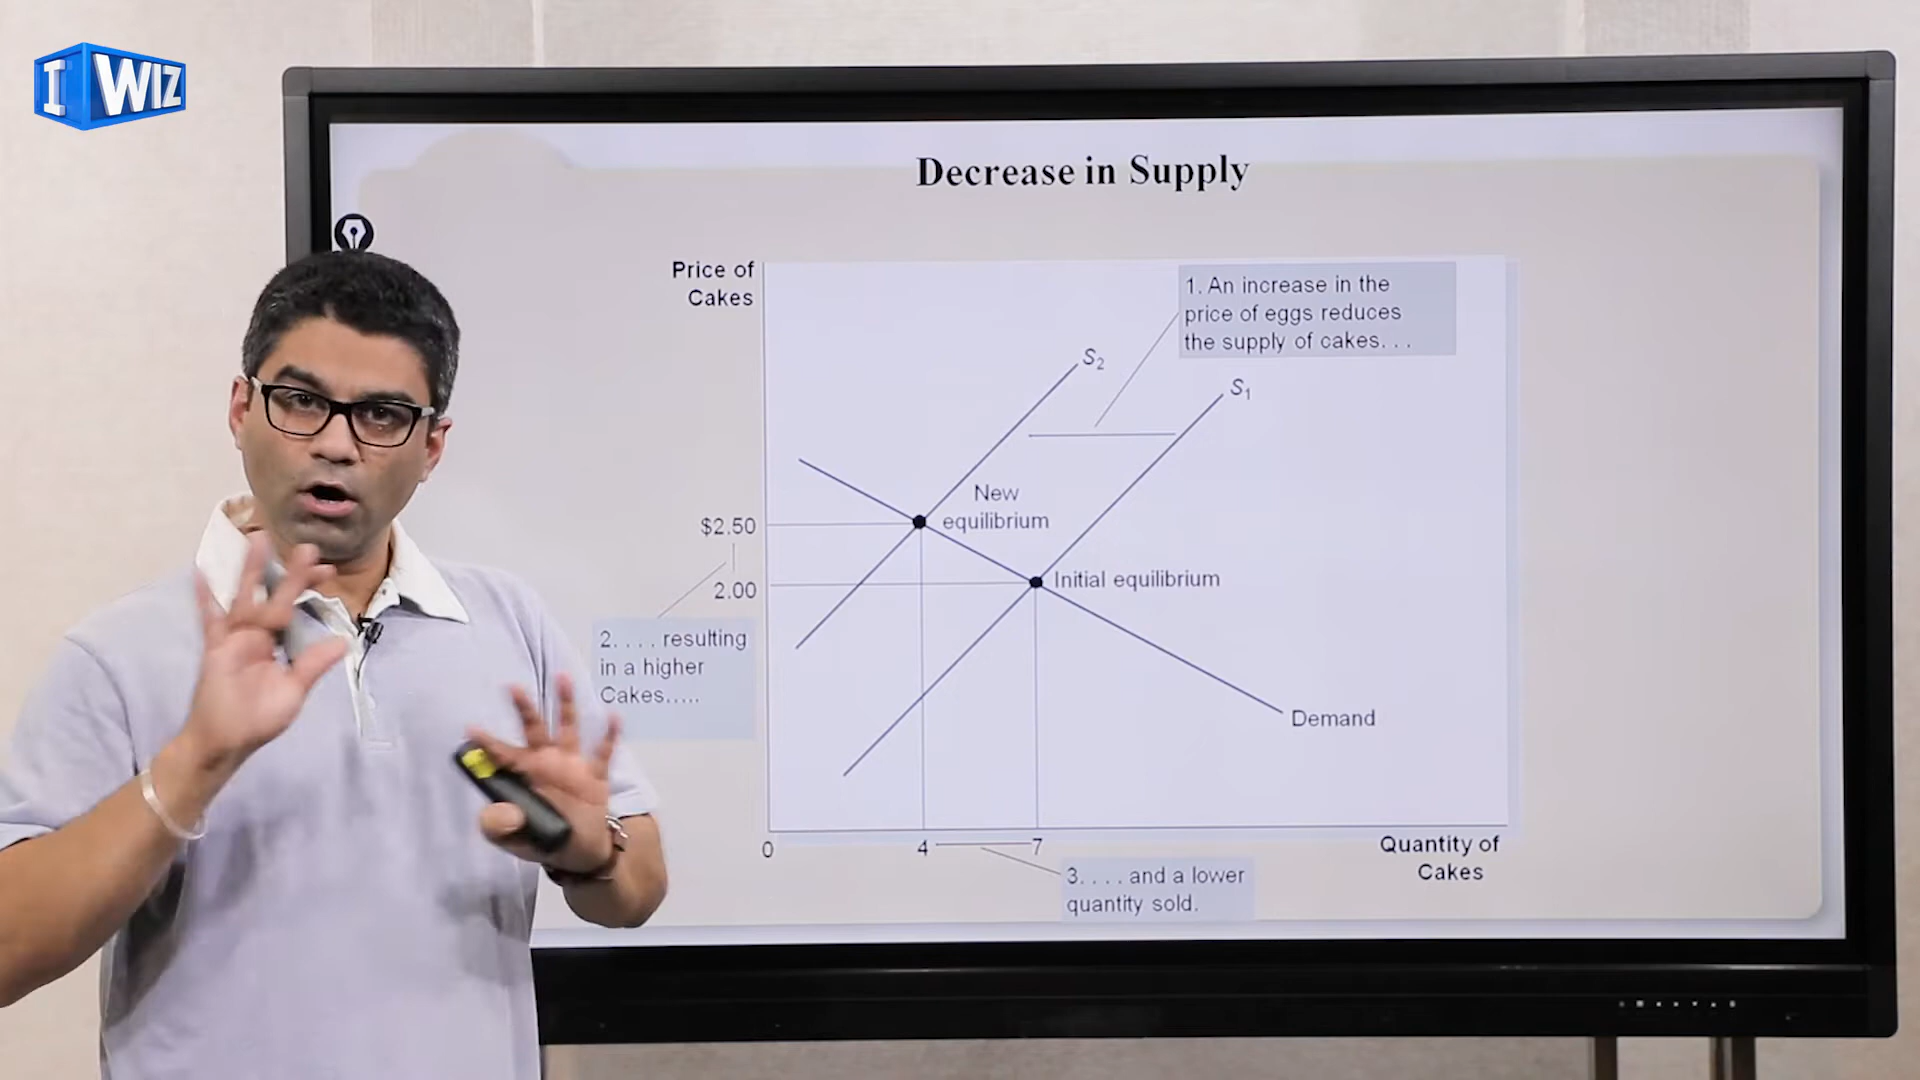 I WIZ
Decrease in Supply
Price of
Cakes
1. An increase in the
price of eggs reduces
the supply of cakes. . .
S2
S1
New
equilibrium
$2.50
Initial equilibrium
2.00
2. . . . . resulting
in a higher
Cakes.....
Demand
0
4
7
Quantity of
Cakes
3. . . . . and a lower
quantity sold.